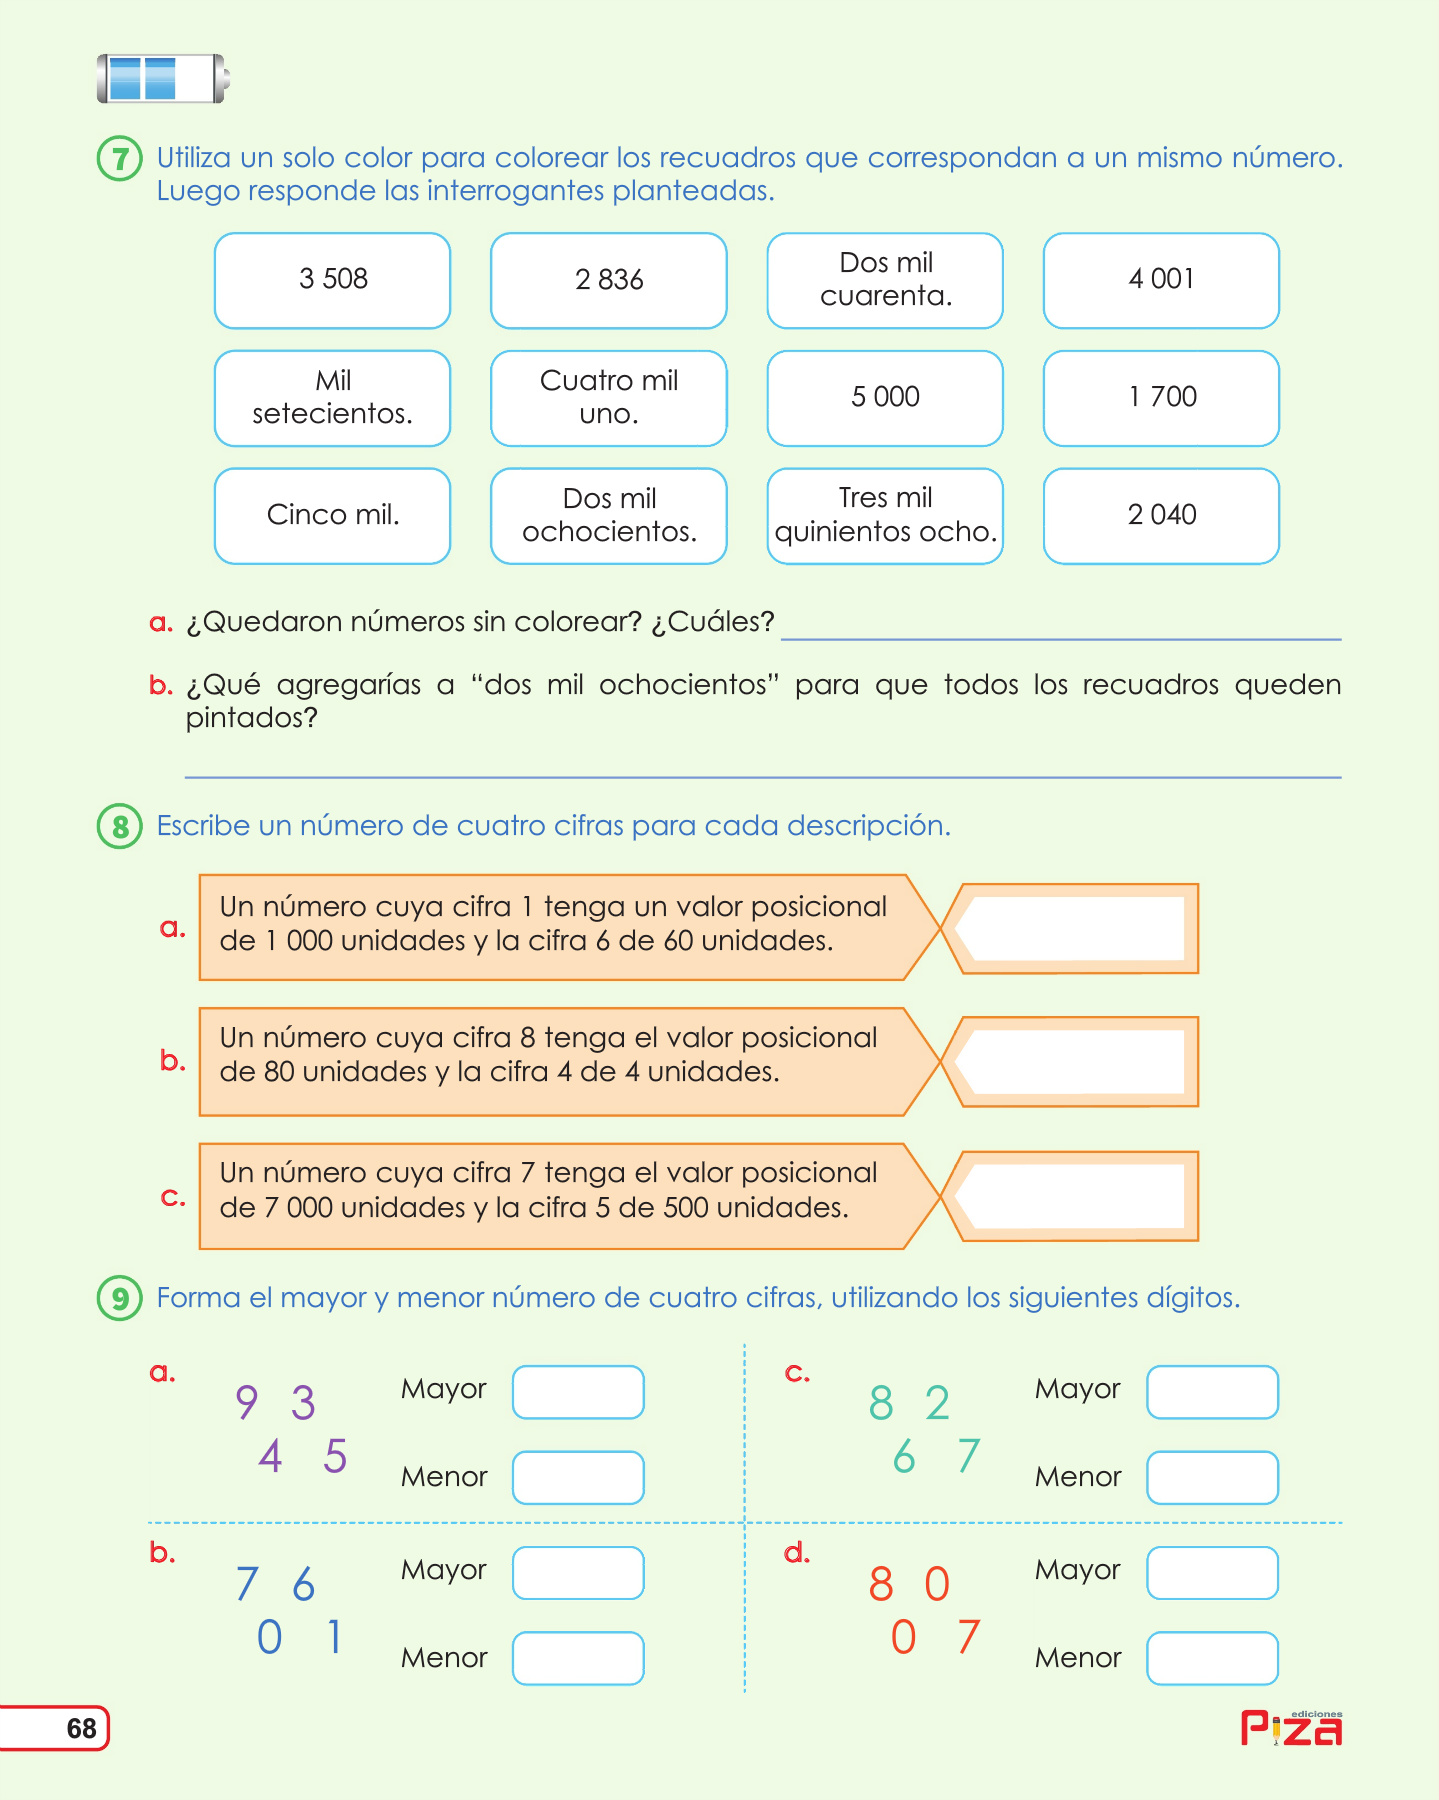 7 Utiliza un solo color para colorear los recuadros que correspondan a un mismo número.
Luego responde las interrogantes planteadas.
3 508
2 836
Dos mil
cuarenta.
4 001
Mil
setecientos.
Cuatro mil
uno.
5 000
1 700
Cinco mil.
Dos mil
ochocientos.
Tres mil
quinientos ocho.
2 040
a. ¿Quedaron números sin colorear? ¿Cuáles?
b. ¿Qué agregarías a “dos mil ochocientos” para que todos los recuadros queden
pintados?
8 Escribe un número de cuatro cifras para cada descripción.
a.
Un número cuya cifra 1 tenga un valor posicional
de 1 000 unidades y la cifra 6 de 60 unidades.
b.
Un número cuya cifra 8 tenga el valor posicional
de 80 unidades y la cifra 4 de 4 unidades.
c.
Un número cuya cifra 7 tenga el valor posicional
de 7 000 unidades y la cifra 5 de 500 unidades.
9 Forma el mayor y menor número de cuatro cifras, utilizando los siguientes dígitos.
a.
9 3
4 5
Mayor
Menor
c.
8 2
6 7
Mayor
Menor
b.
7 6
0 1
Mayor
Menor
d.
8 0
0 7
Mayor
Menor
68
ediciones
Piza